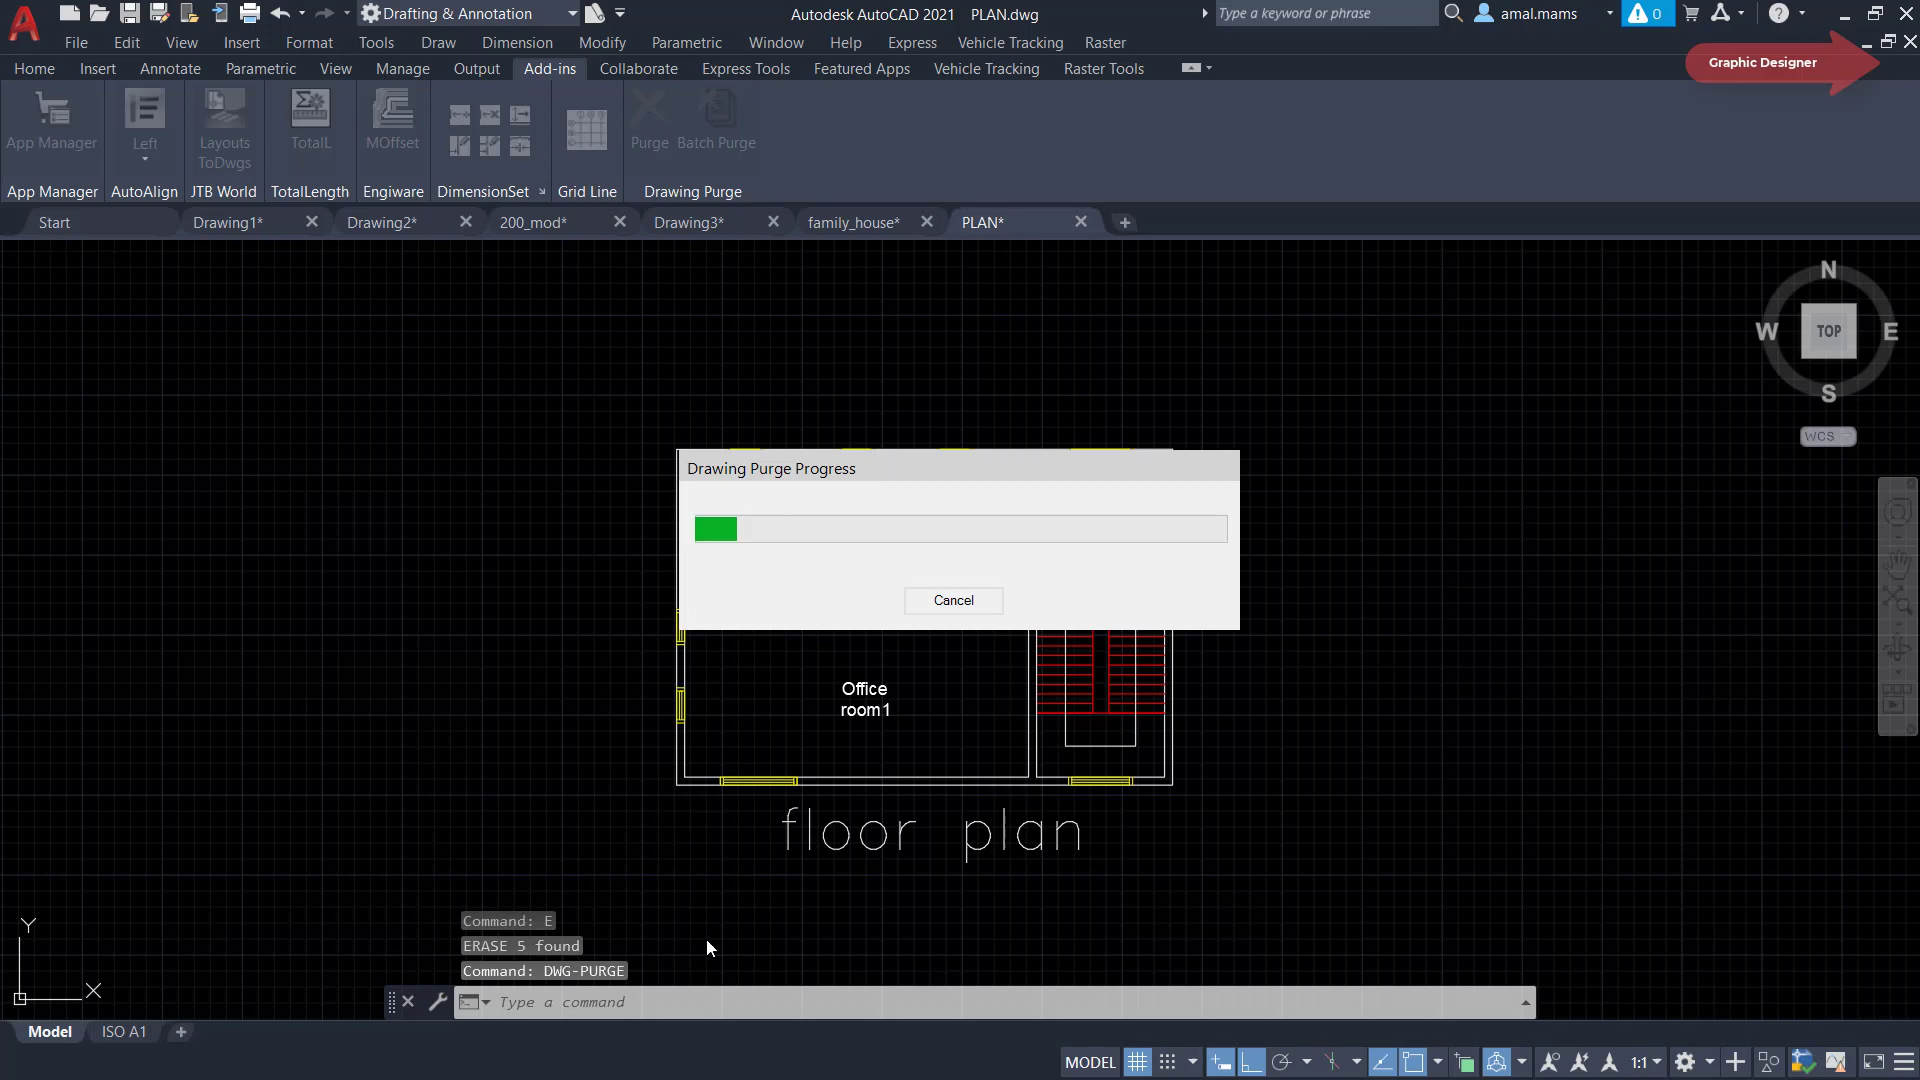 Drafting & Annotation
Autodesk AutoCAD 2021 PLAN.dwg
Type a keyword or phrase
amal.mams
0
File Edit View Insert Format Tools Draw Dimension Modify Parametric Window Help Express Vehicle Tracking Raster
Home Insert Annotate Parametric View Manage Output Add-ins Collaborate Express Tools Featured Apps Vehicle Tracking Raster Tools
Graphic Designer
App Manager Left Layouts ToDwgs TotalL MOffset Purge Batch Purge
App Manager AutoAlign JTB World TotalLength Engiware DimensionSet Grid Line Drawing Purge
Start Drawing1* Drawing2* 200_mod* Drawing3* family_house* PLAN*
N
W TOP E
S
WCS
Drawing Purge Progress
Cancel
Office
room1
floor plan
Command: E
ERASE 5 found
Command: DWG-PURGE
Type a command
Y
X
Model ISO A1
MODEL 1:1